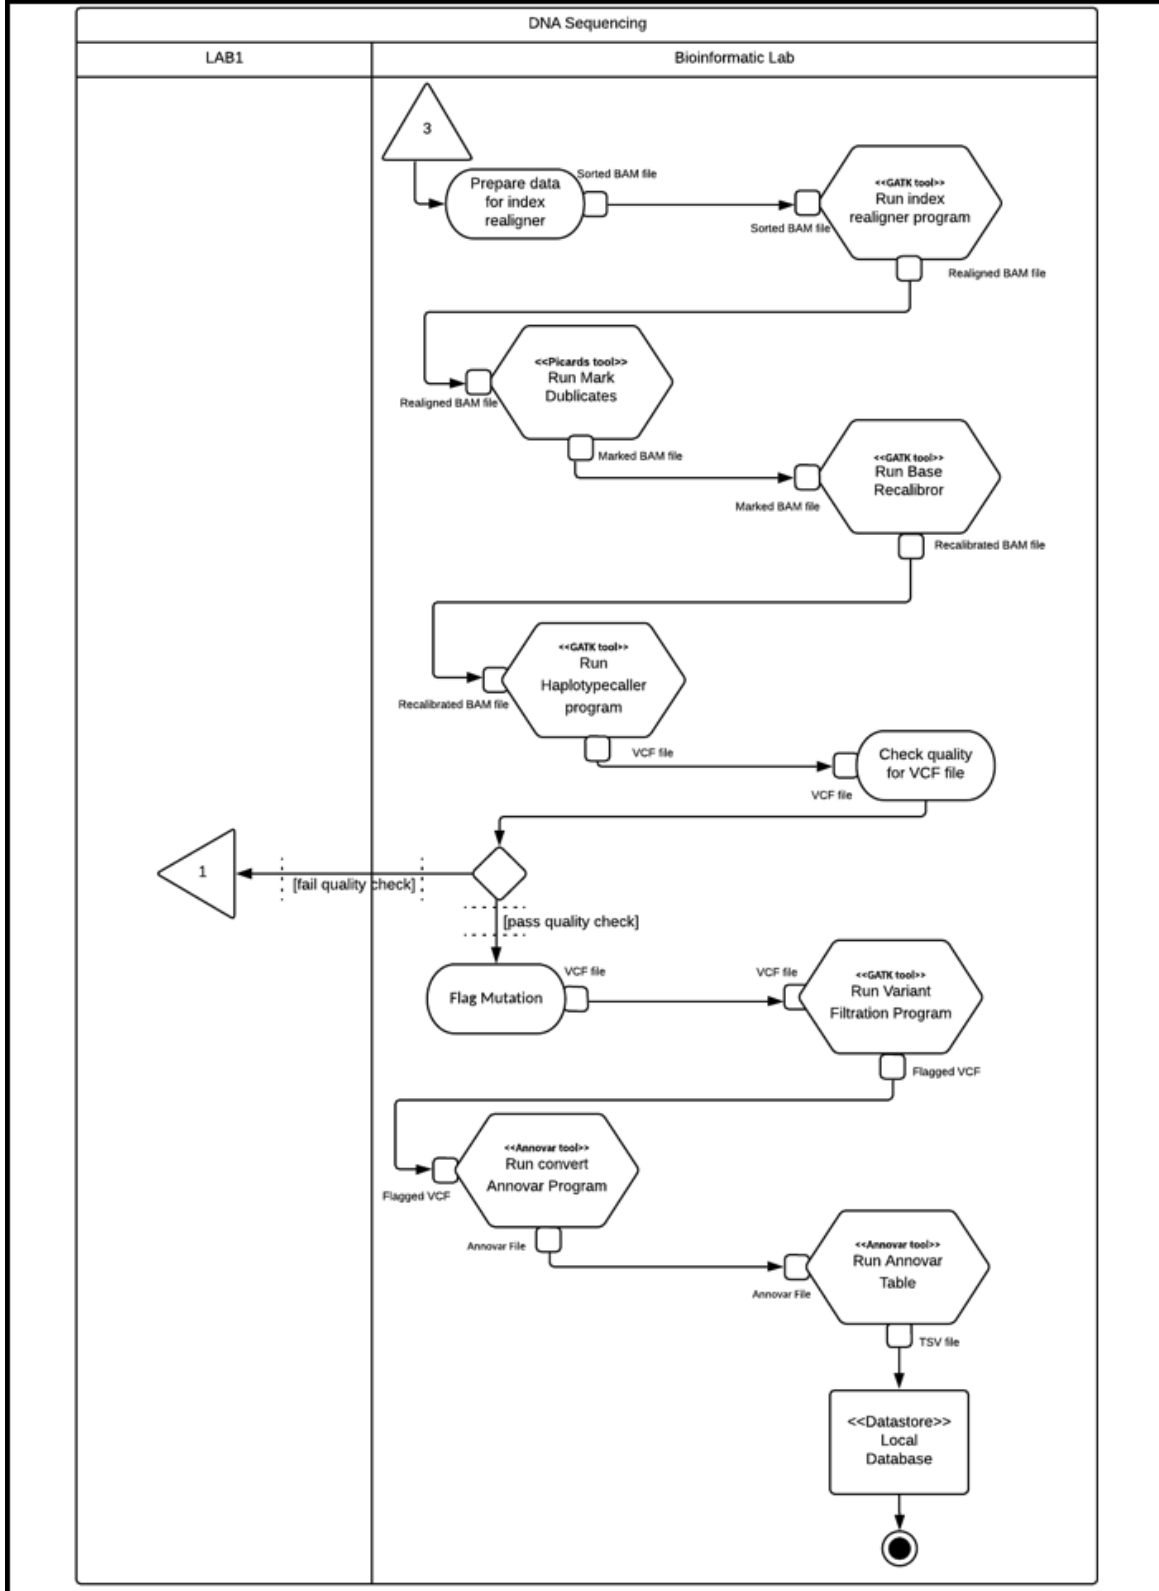 DNA Sequencing
LAB1
Bioinformatic Lab
3
Prepare data
for index
realigner
Sorted BAM file
Sorted BAM file
<<GATK tool>>
Run index
realigner program
Realigned BAM file
Realigned BAM file
<<Picards tool>>
Run Mark
Dublicates
Marked BAM file
Marked BAM file
<<GATK tool>>
Run Base
Recalibror
Recalibrated BAM file
Recalibrated BAM file
<<GATK tool>>
Run
Haplotypecaller
program
VCF file
VCF file
Check quality
for VCF file
1
[fail quality check]
[pass quality check]
Flag Mutation
VCF file
VCF file
<<GATK tool>>
Run Variant
Filtration Program
Flagged VCF
Flagged VCF
<<Annovar tool>>
Run convert
Annovar Program
Annovar File
Annovar File
<<Annovar tool>>
Run Annovar
Table
TSV file
<<Datastore>>
Local
Database